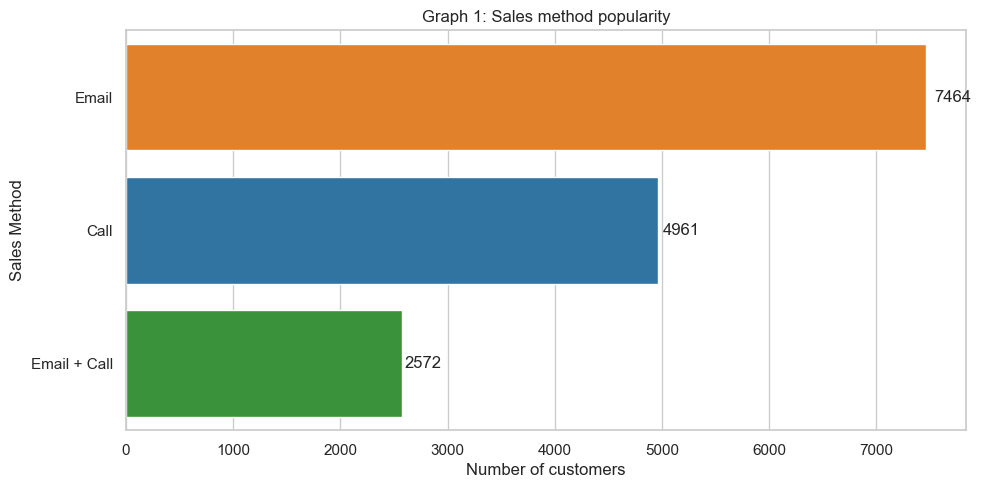 Graph 1: Sales method popularity
Email
7464
Call
4961
Email + Call
2572
Sales Method
0 1000 2000 3000 4000 5000 6000 7000
Number of customers